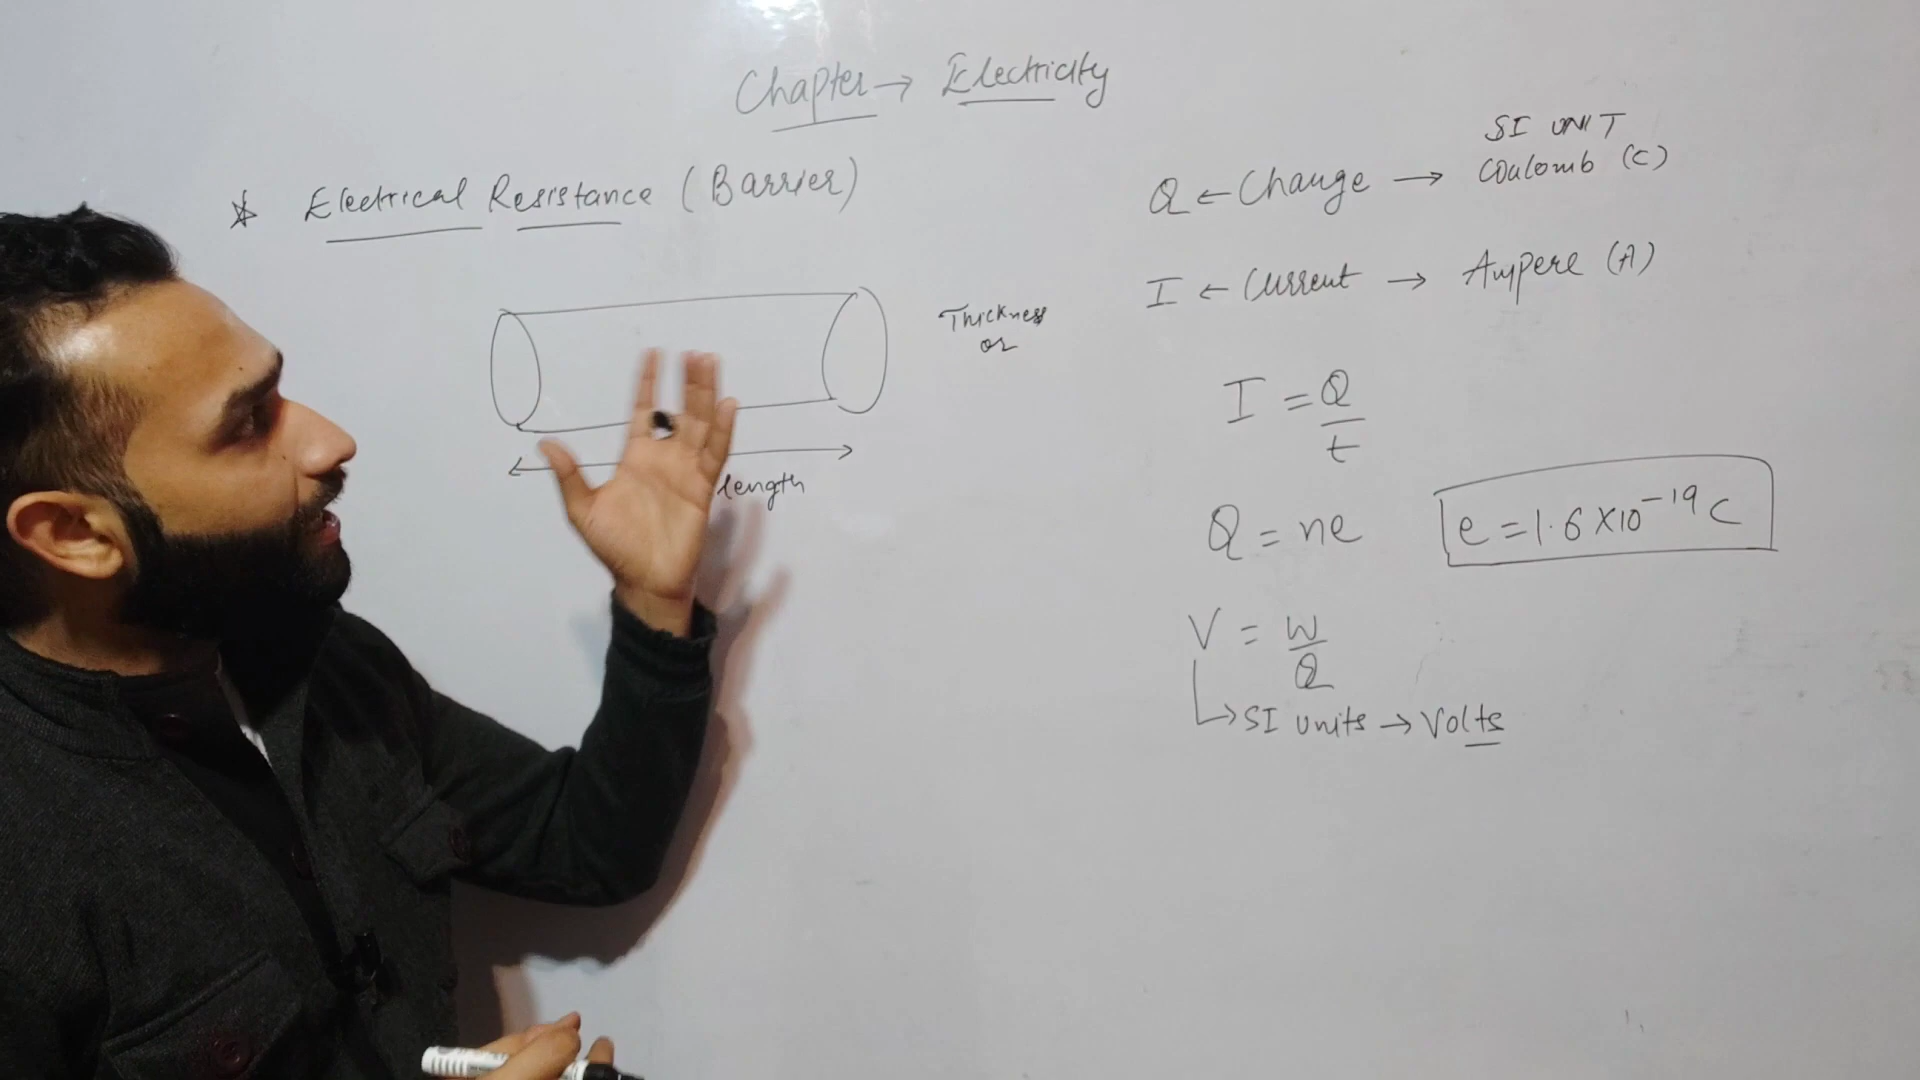 Chapter → Electricity
* Electrical Resistance (Barrier)
length
Thickness
or
SI UNIT
Q ← Charge → Coulomb (C)
I ← Current → Ampere (A)
I = Q/t
Q = ne
e = 1.6 × 10⁻¹⁹ C
V = W/Q
↳ SI units → Volts